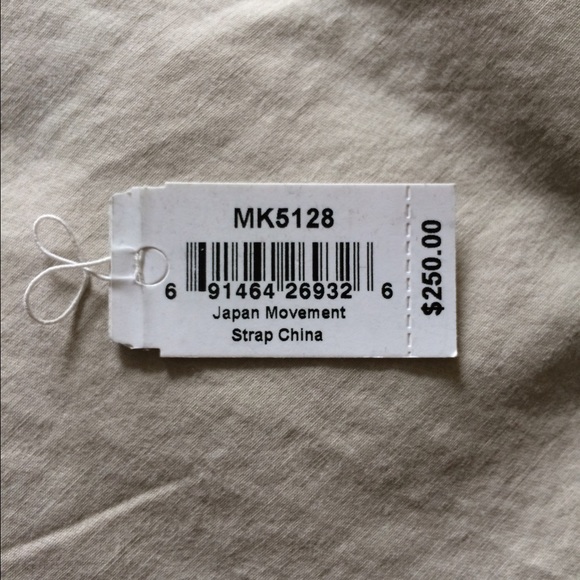 MK5128
6 91464 26932 6
Japan Movement
Strap China
$250.00